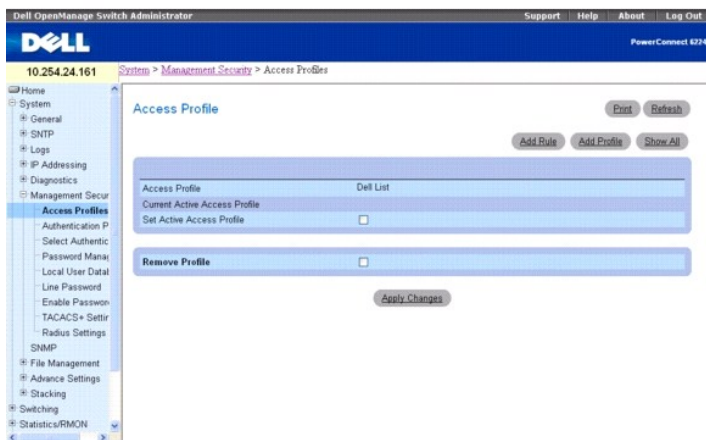 Dell OpenManage Switch Administrator
Support Help About Log Out
DELL
PowerConnect 6224
10.254.24.161
System > Management Security > Access Profiles
Home
System
General
SNTP
Logs
IP Addressing
Diagnostics
Management Secur
Access Profiles
Authentication P
Select Authentic
Password Manag
Local User Datal
Line Password
Enable Passwor
TACACS+ Settir
Radius Settings
SNMP
File Management
Advance Settings
Stacking
Switching
Statistics/RMON
Access Profile
Print Refresh
Add Rule Add Profile Show All
Access Profile Dell List
Current Active Access Profile
Set Active Access Profile
Remove Profile
Apply Changes